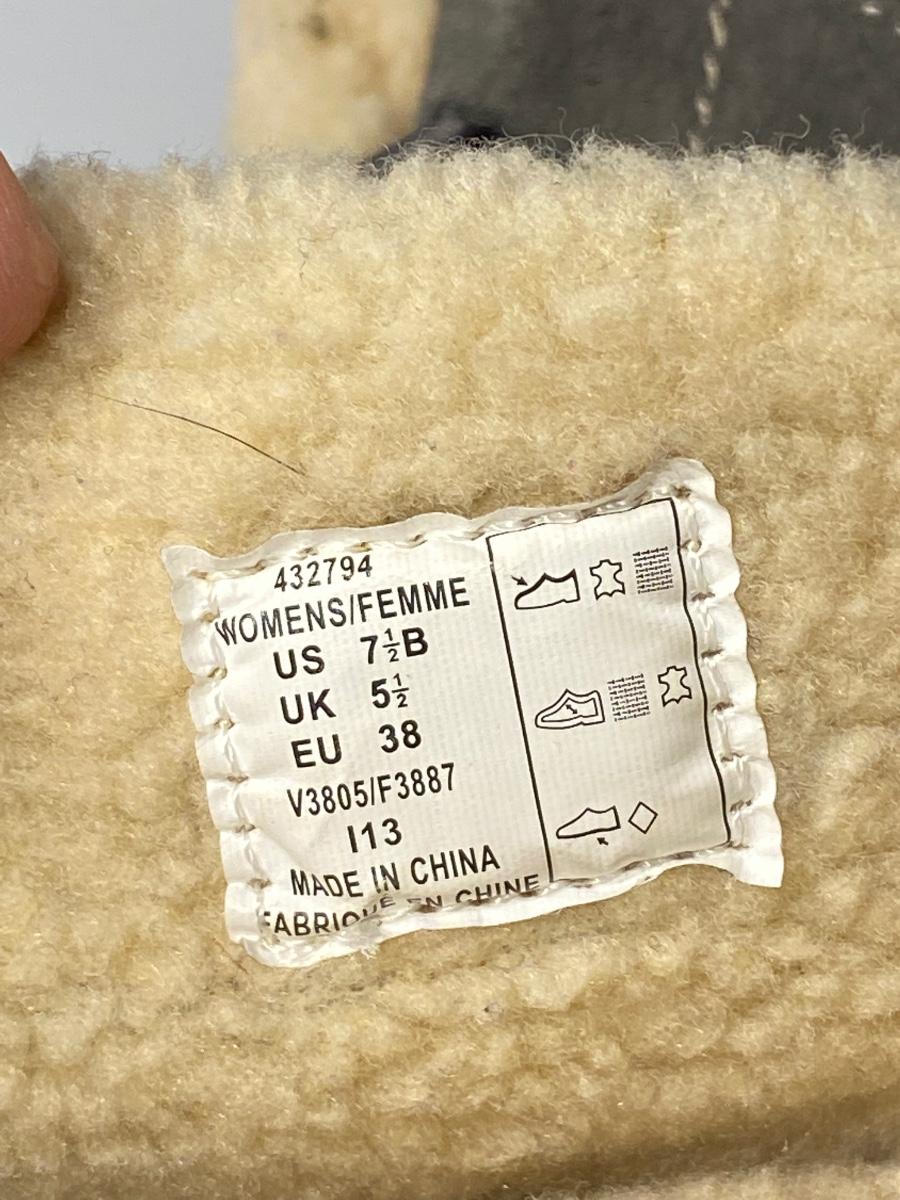 432794
WOMENS/FEMME
US 7½B
UK 5½
EU 38
V3805/F3887
I13
MADE IN CHINA
FABRIQUÉ EN CHINE